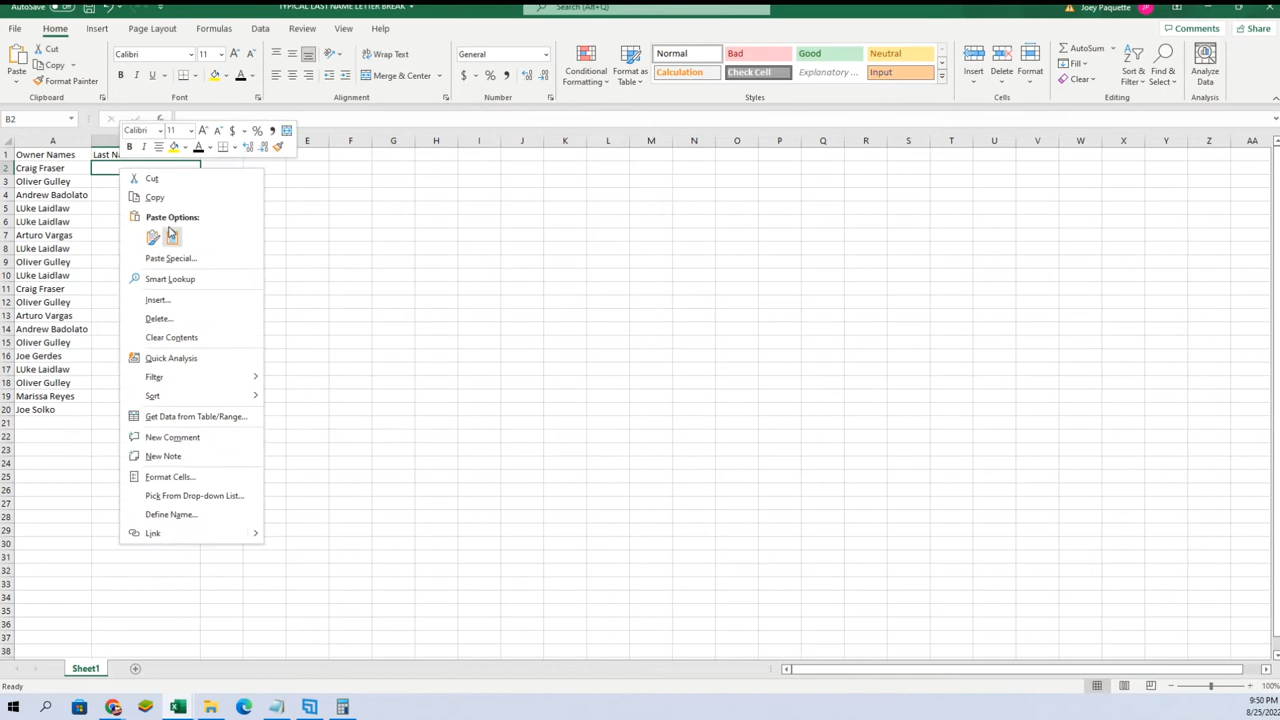 AutoSave Off
TYPICAL LAST NAME LETTER BREAK
Search (Alt+Q)
Joey Paquette JP
File Home Insert Page Layout Formulas Data Review View Help
Comments Share
Cut
Copy
Format Painter
Paste
Calibri 11
B I U
Wrap Text
Merge & Center
General
$ % 9
Conditional Formatting
Format as Table
Normal Bad Good Neutral
Calculation Check Cell Explanatory ... Input
Insert Delete Format
AutoSum
Fill
Clear
Sort & Filter
Find & Select
Analyze Data
Clipboard Font Alignment Number Styles Cells Editing Analysis
B2
Calibri 11
B I
A E F G H I J K L M N O P Q R S T U V W X Y Z AA
1 Owner Names Last Na
2 Craig Fraser
3 Oliver Gulley
4 Andrew Badolato
5 LUke Laidlaw
6 LUke Laidlaw
7 Arturo Vargas
8 LUke Laidlaw
9 Oliver Gulley
10 LUke Laidlaw
11 Craig Fraser
12 Oliver Gulley
13 Arturo Vargas
14 Andrew Badolato
15 Oliver Gulley
16 Joe Gerdes
17 LUke Laidlaw
18 Oliver Gulley
19 Marissa Reyes
20 Joe Solko
21
22
23
24
25
26
27
28
29
30
31
32
33
34
35
36
37
38
Cut
Copy
Paste Options:
Paste Special...
Smart Lookup
Insert...
Delete...
Clear Contents
Quick Analysis
Filter
Sort
Get Data from Table/Range...
New Comment
New Note
Format Cells...
Pick From Drop-down List...
Define Name...
Link
Sheet1
Ready
100%
9:50 PM
8/25/2022